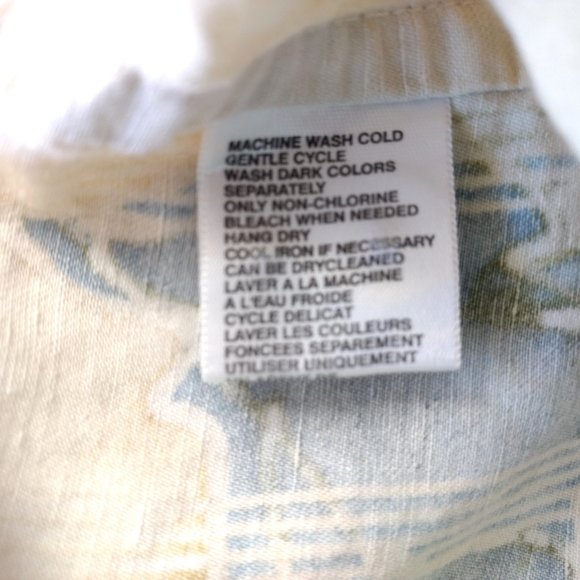 MACHINE WASH COLD
GENTLE CYCLE
WASH DARK COLORS
SEPARATELY
ONLY NON-CHLORINE
BLEACH WHEN NEEDED
HANG DRY
COOL IRON IF NECESSARY
CAN BE DRYCLEANED
LAVER A LA MACHINE
A L'EAU FROIDE
CYCLE DELICAT
LAVER LES COULEURS
FONCEES SEPAREMENT
UTILISER UNIQUEMENT